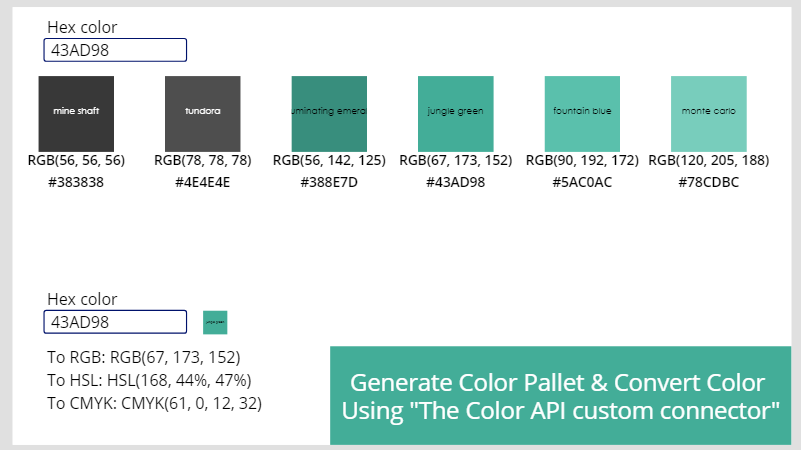 Hex color
43AD98
mine shaft
tundora
uminating emera
jungle green
fountain blue
monte carlo
RGB(56, 56, 56)
RGB(78, 78, 78)
RGB(56, 142, 125)
RGB(67, 173, 152)
RGB(90, 192, 172)
RGB(120, 205, 188)
#383838
#4E4E4E
#388E7D
#43AD98
#5AC0AC
#78CDBC
Hex color
43AD98
jungle green
To RGB: RGB(67, 173, 152)
To HSL: HSL(168, 44%, 47%)
To CMYK: CMYK(61, 0, 12, 32)
Generate Color Pallet & Convert Color
Using "The Color API custom connector"